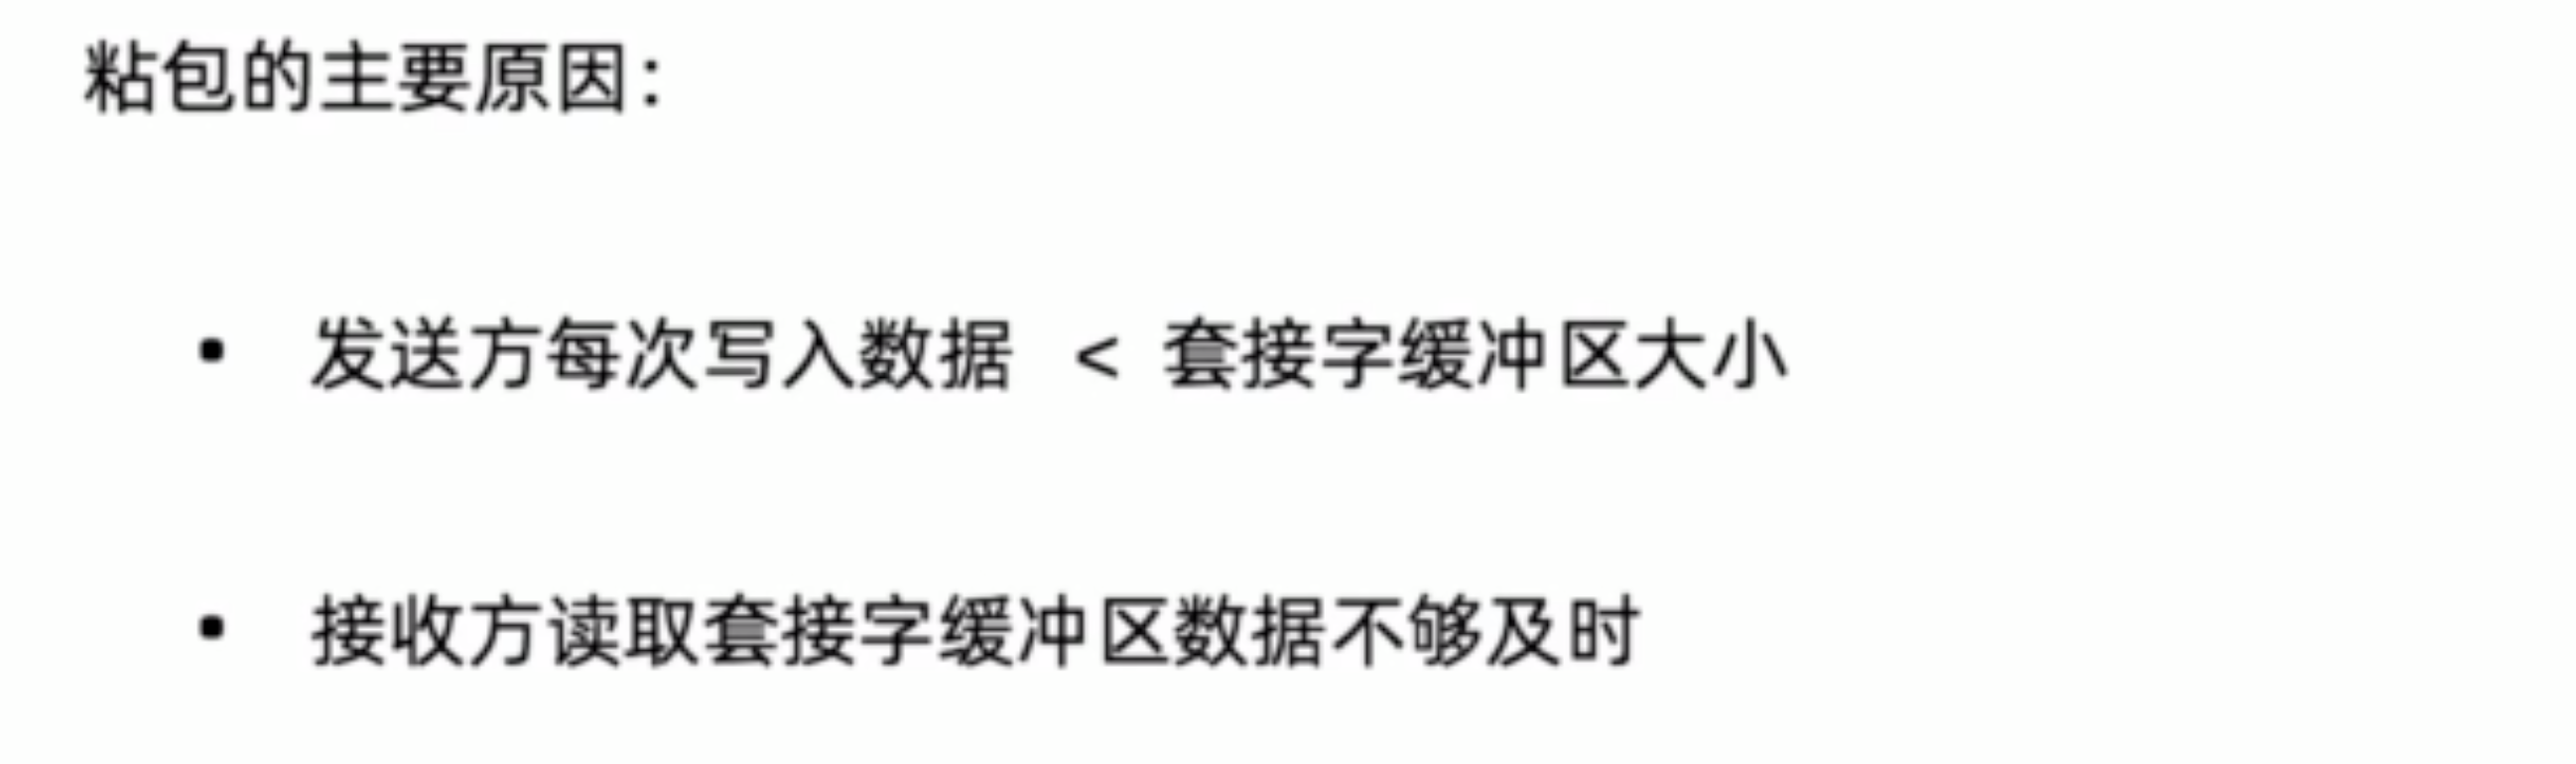 粘包的主要原因：
• 发送方每次写入数据 < 套接字缓冲区大小
• 接收方读取套接字缓冲区数据不够及时